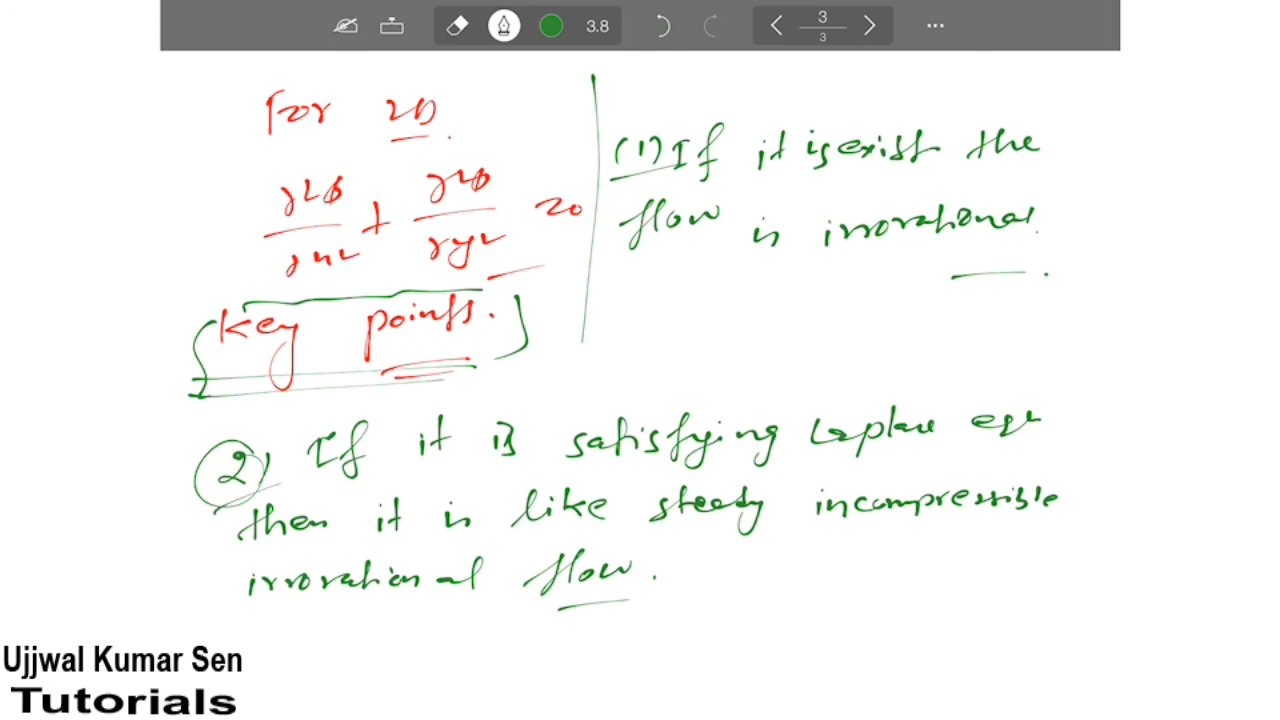 3.8
3
3
For 2D.
∂²ϕ/∂x² + ∂²ϕ/∂y² = 0
Key points.
(1) If it is exist the
flow is irrorational.
2) If it is satisfying Laplace eqn
then it is like steady incompressible
irrorational flow.
Ujjwal Kumar Sen
Tutorials